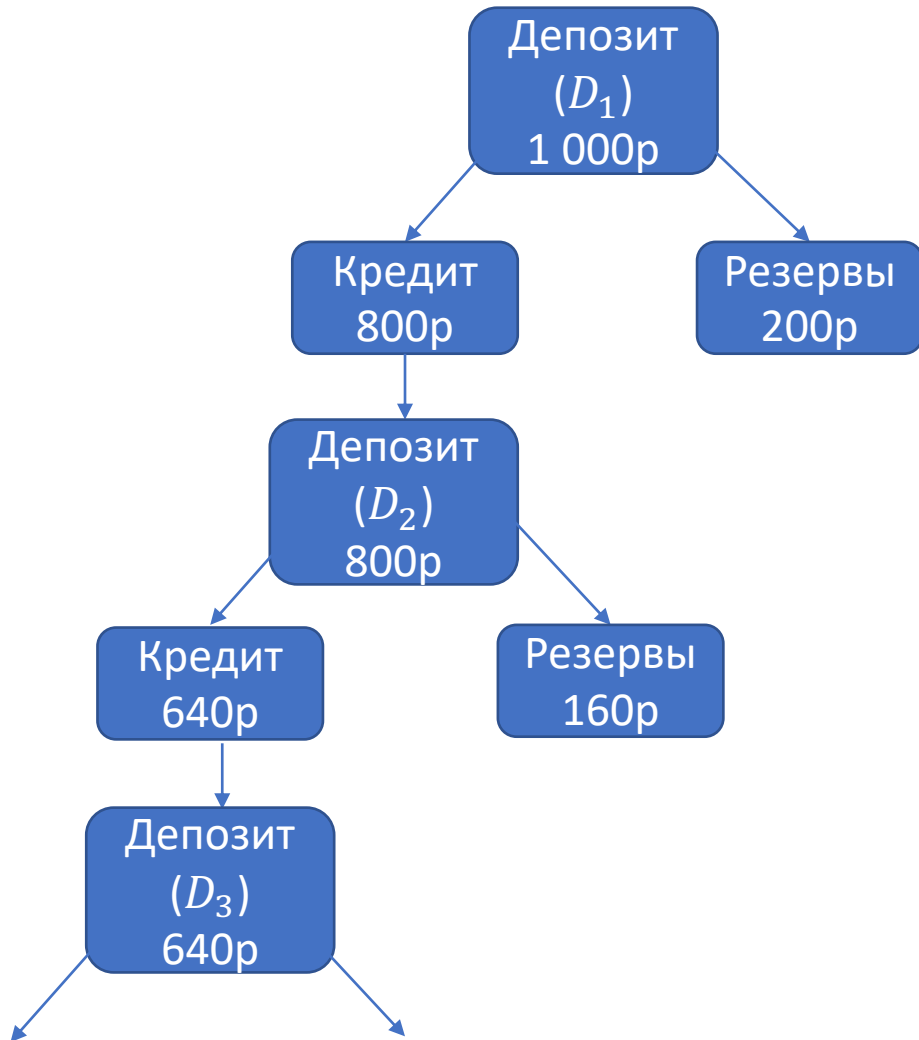 Депозит
(D₁)
1 000р
Кредит
800р
Резервы
200р
Депозит
(D₂)
800р
Кредит
640р
Резервы
160р
Депозит
(D₃)
640р